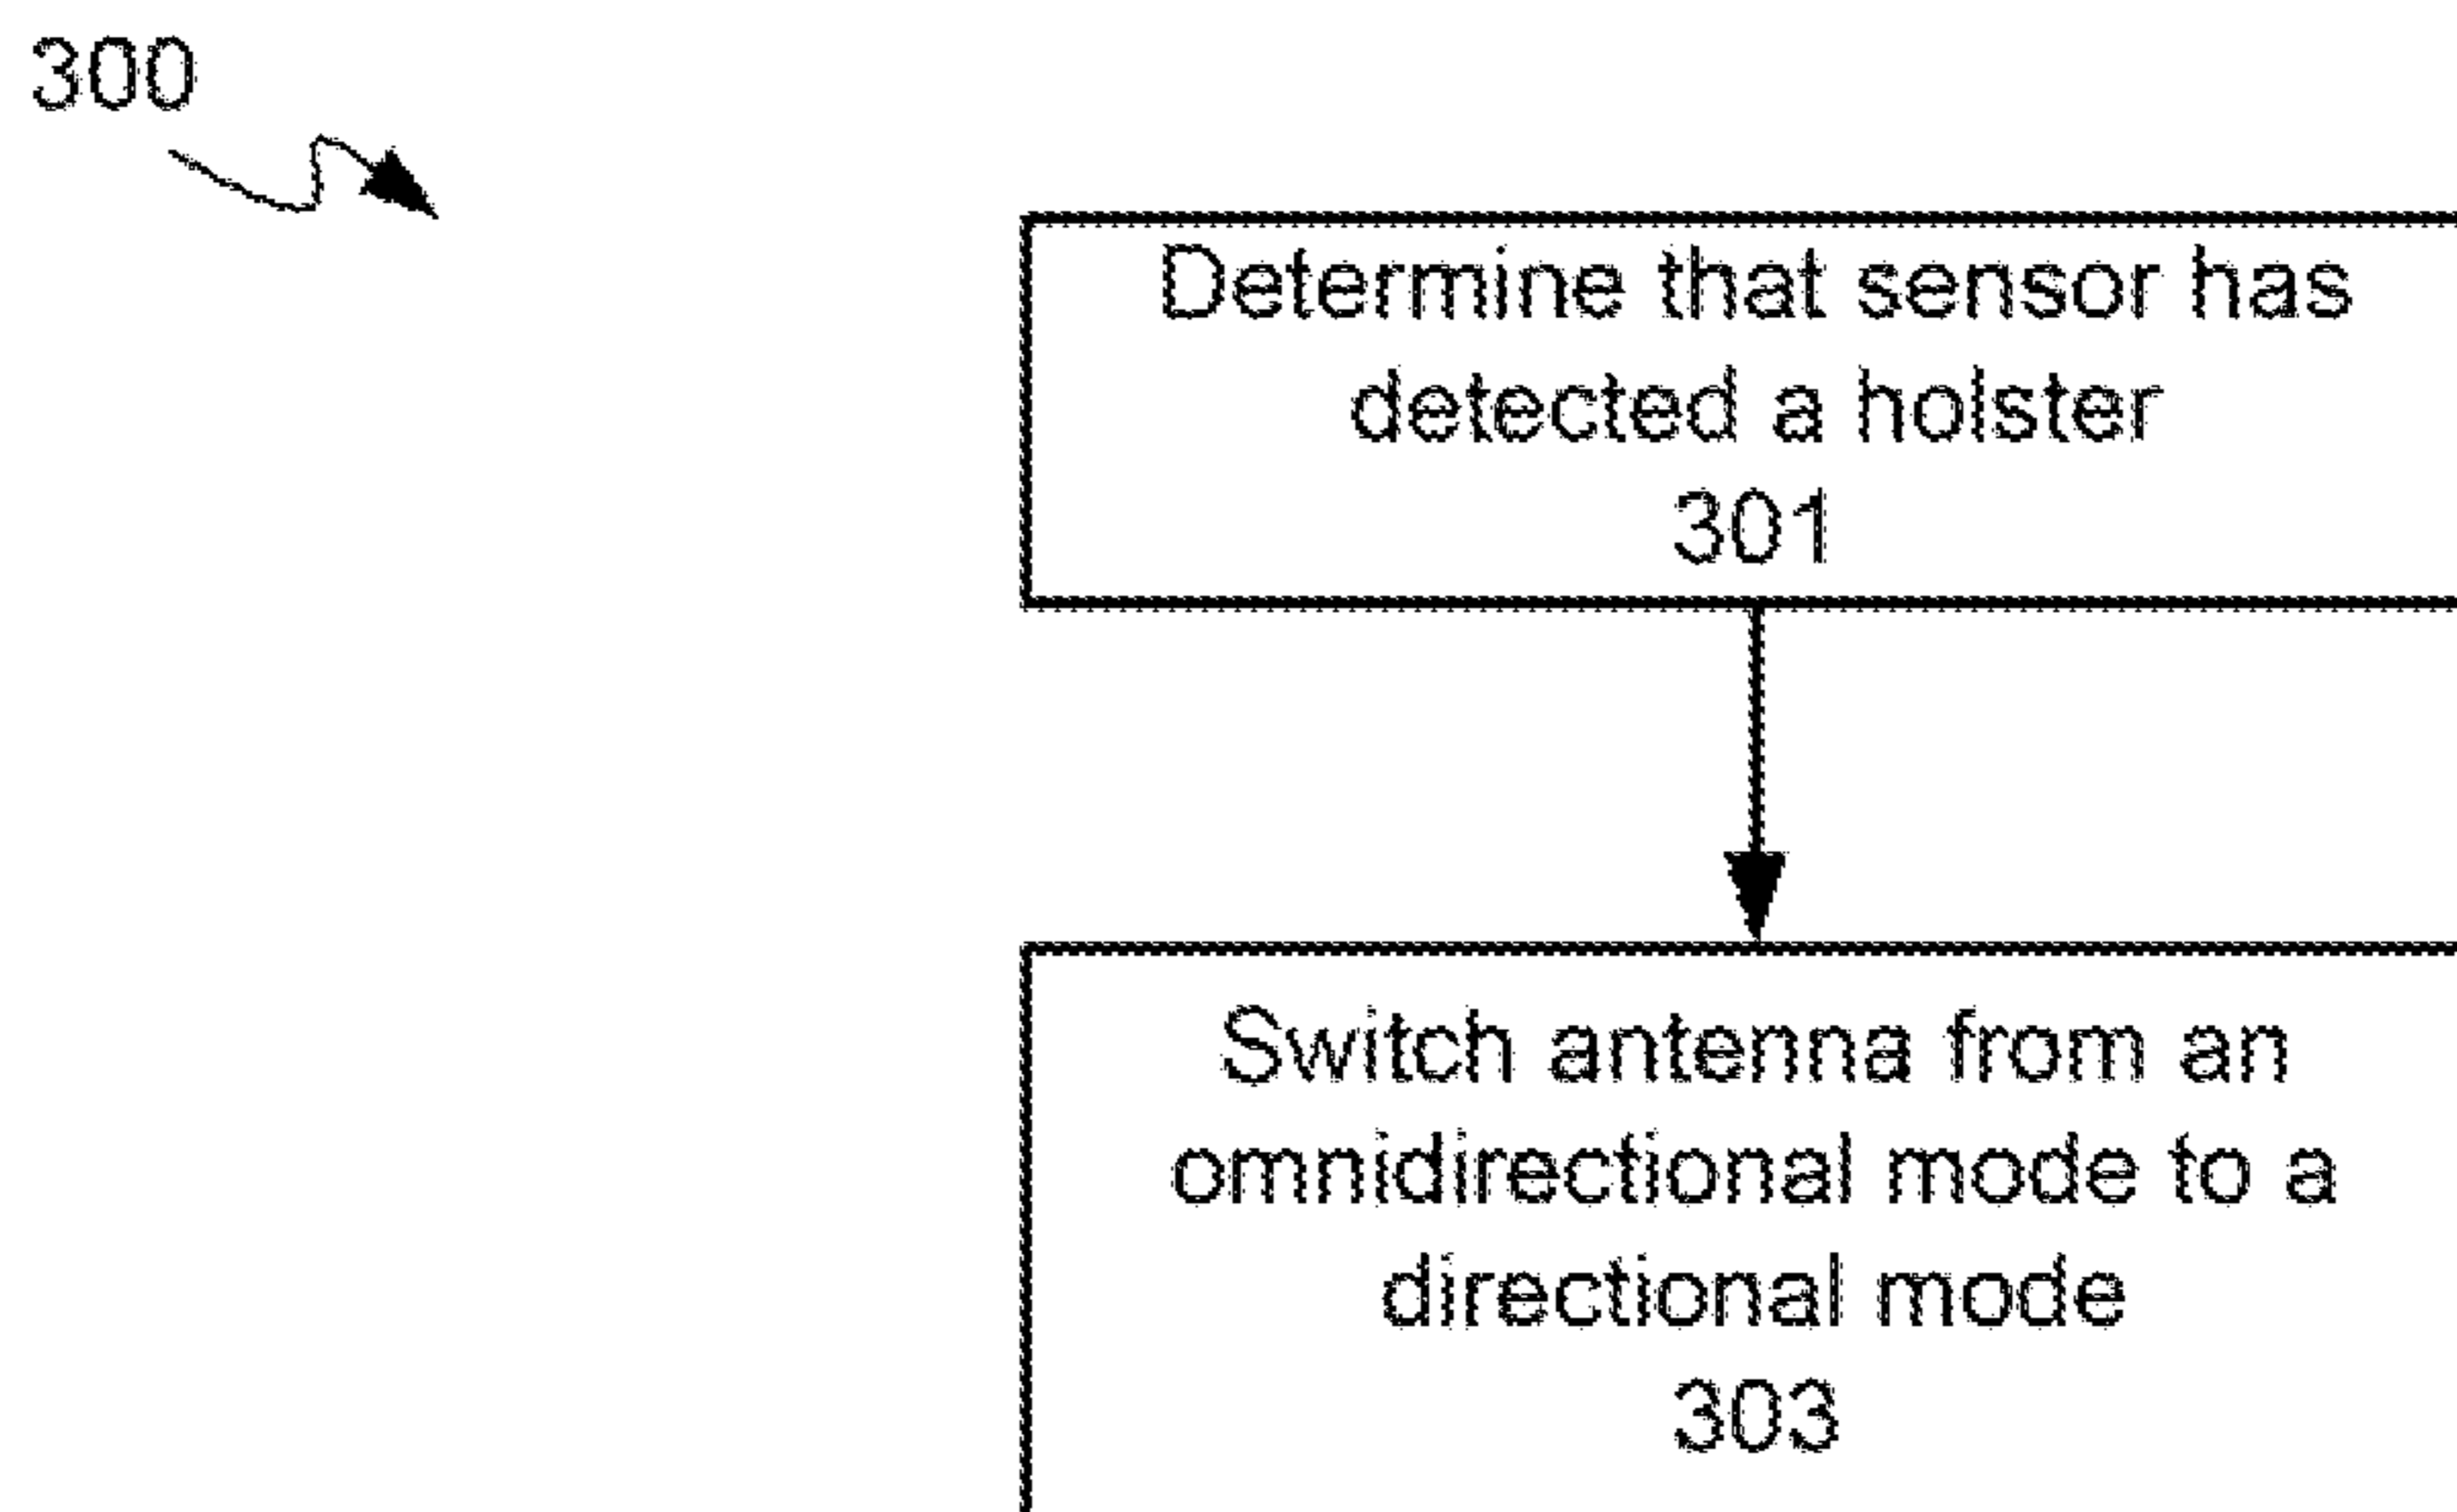 300
Determine that sensor has
detected a holster
301
Switch antenna from an
omnidirectional mode to a
directional mode
303